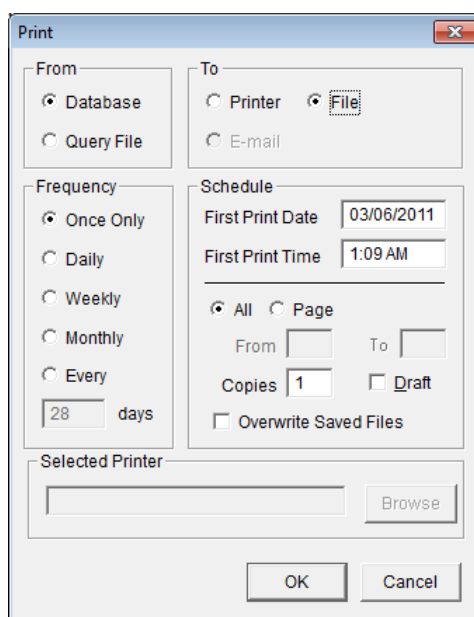 Print
From
Database
Query File
To
Printer File
E-mail
Frequency
Once Only
Daily
Weekly
Monthly
Every
28 days
Schedule
First Print Date 03/06/2011
First Print Time 1:09 AM
All Page
From To
Copies 1 Draft
Overwrite Saved Files
Selected Printer
Browse
OK Cancel